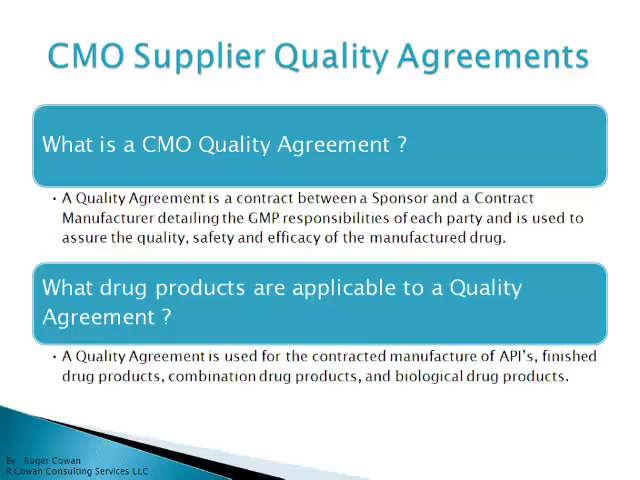 CMO Supplier Quality Agreements
What is a CMO Quality Agreement ?
• A Quality Agreement is a contract between a Sponsor and a Contract
Manufacturer detailing the GMP responsibilities of each party and is used to
assure the quality, safety and efficacy of the manufactured drug.
What drug products are applicable to a Quality
Agreement ?
• A Quality Agreement is used for the contracted manufacture of API's, finished
drug products, combination drug products, and biological drug products.
By: Roger Cowan
R Cowan Consulting Services LLC